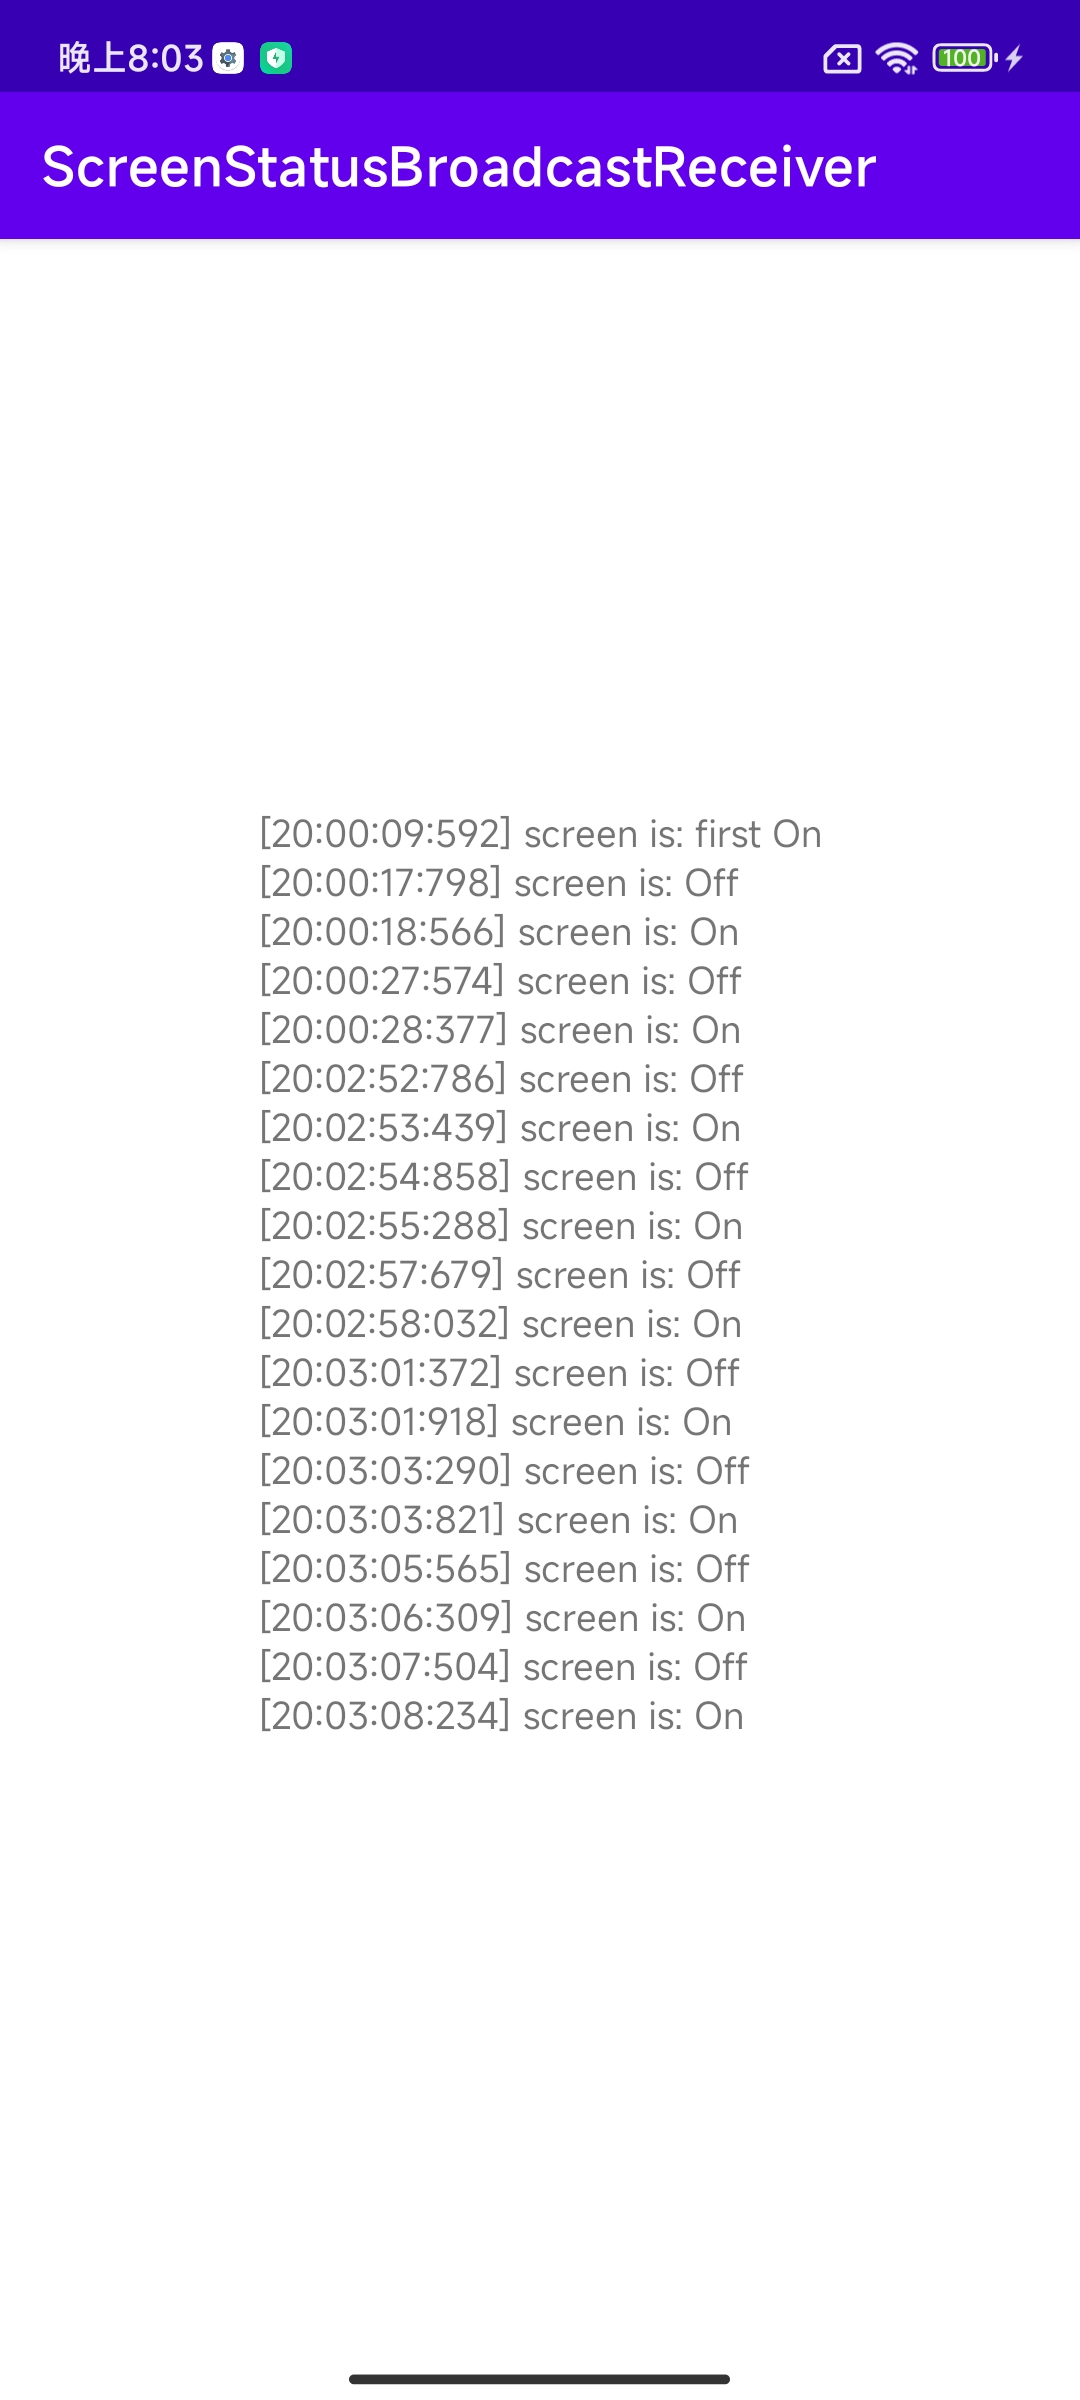 晚上8:03
100
ScreenStatusBroadcastReceiver
[20:00:09:592] screen is: first On
[20:00:17:798] screen is: Off
[20:00:18:566] screen is: On
[20:00:27:574] screen is: Off
[20:00:28:377] screen is: On
[20:02:52:786] screen is: Off
[20:02:53:439] screen is: On
[20:02:54:858] screen is: Off
[20:02:55:288] screen is: On
[20:02:57:679] screen is: Off
[20:02:58:032] screen is: On
[20:03:01:372] screen is: Off
[20:03:01:918] screen is: On
[20:03:03:290] screen is: Off
[20:03:03:821] screen is: On
[20:03:05:565] screen is: Off
[20:03:06:309] screen is: On
[20:03:07:504] screen is: Off
[20:03:08:234] screen is: On